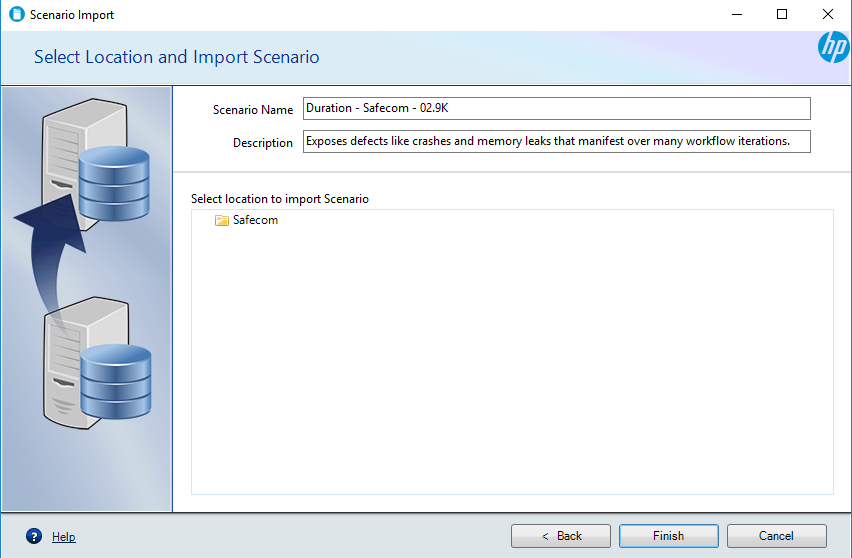 Scenario Import
Select Location and Import Scenario
hp
Scenario Name Duration - Safecom - 02.9K
Description Exposes defects like crashes and memory leaks that manifest over many workflow iterations.
Select location to import Scenario
Safecom
? Help < Back Finish Cancel